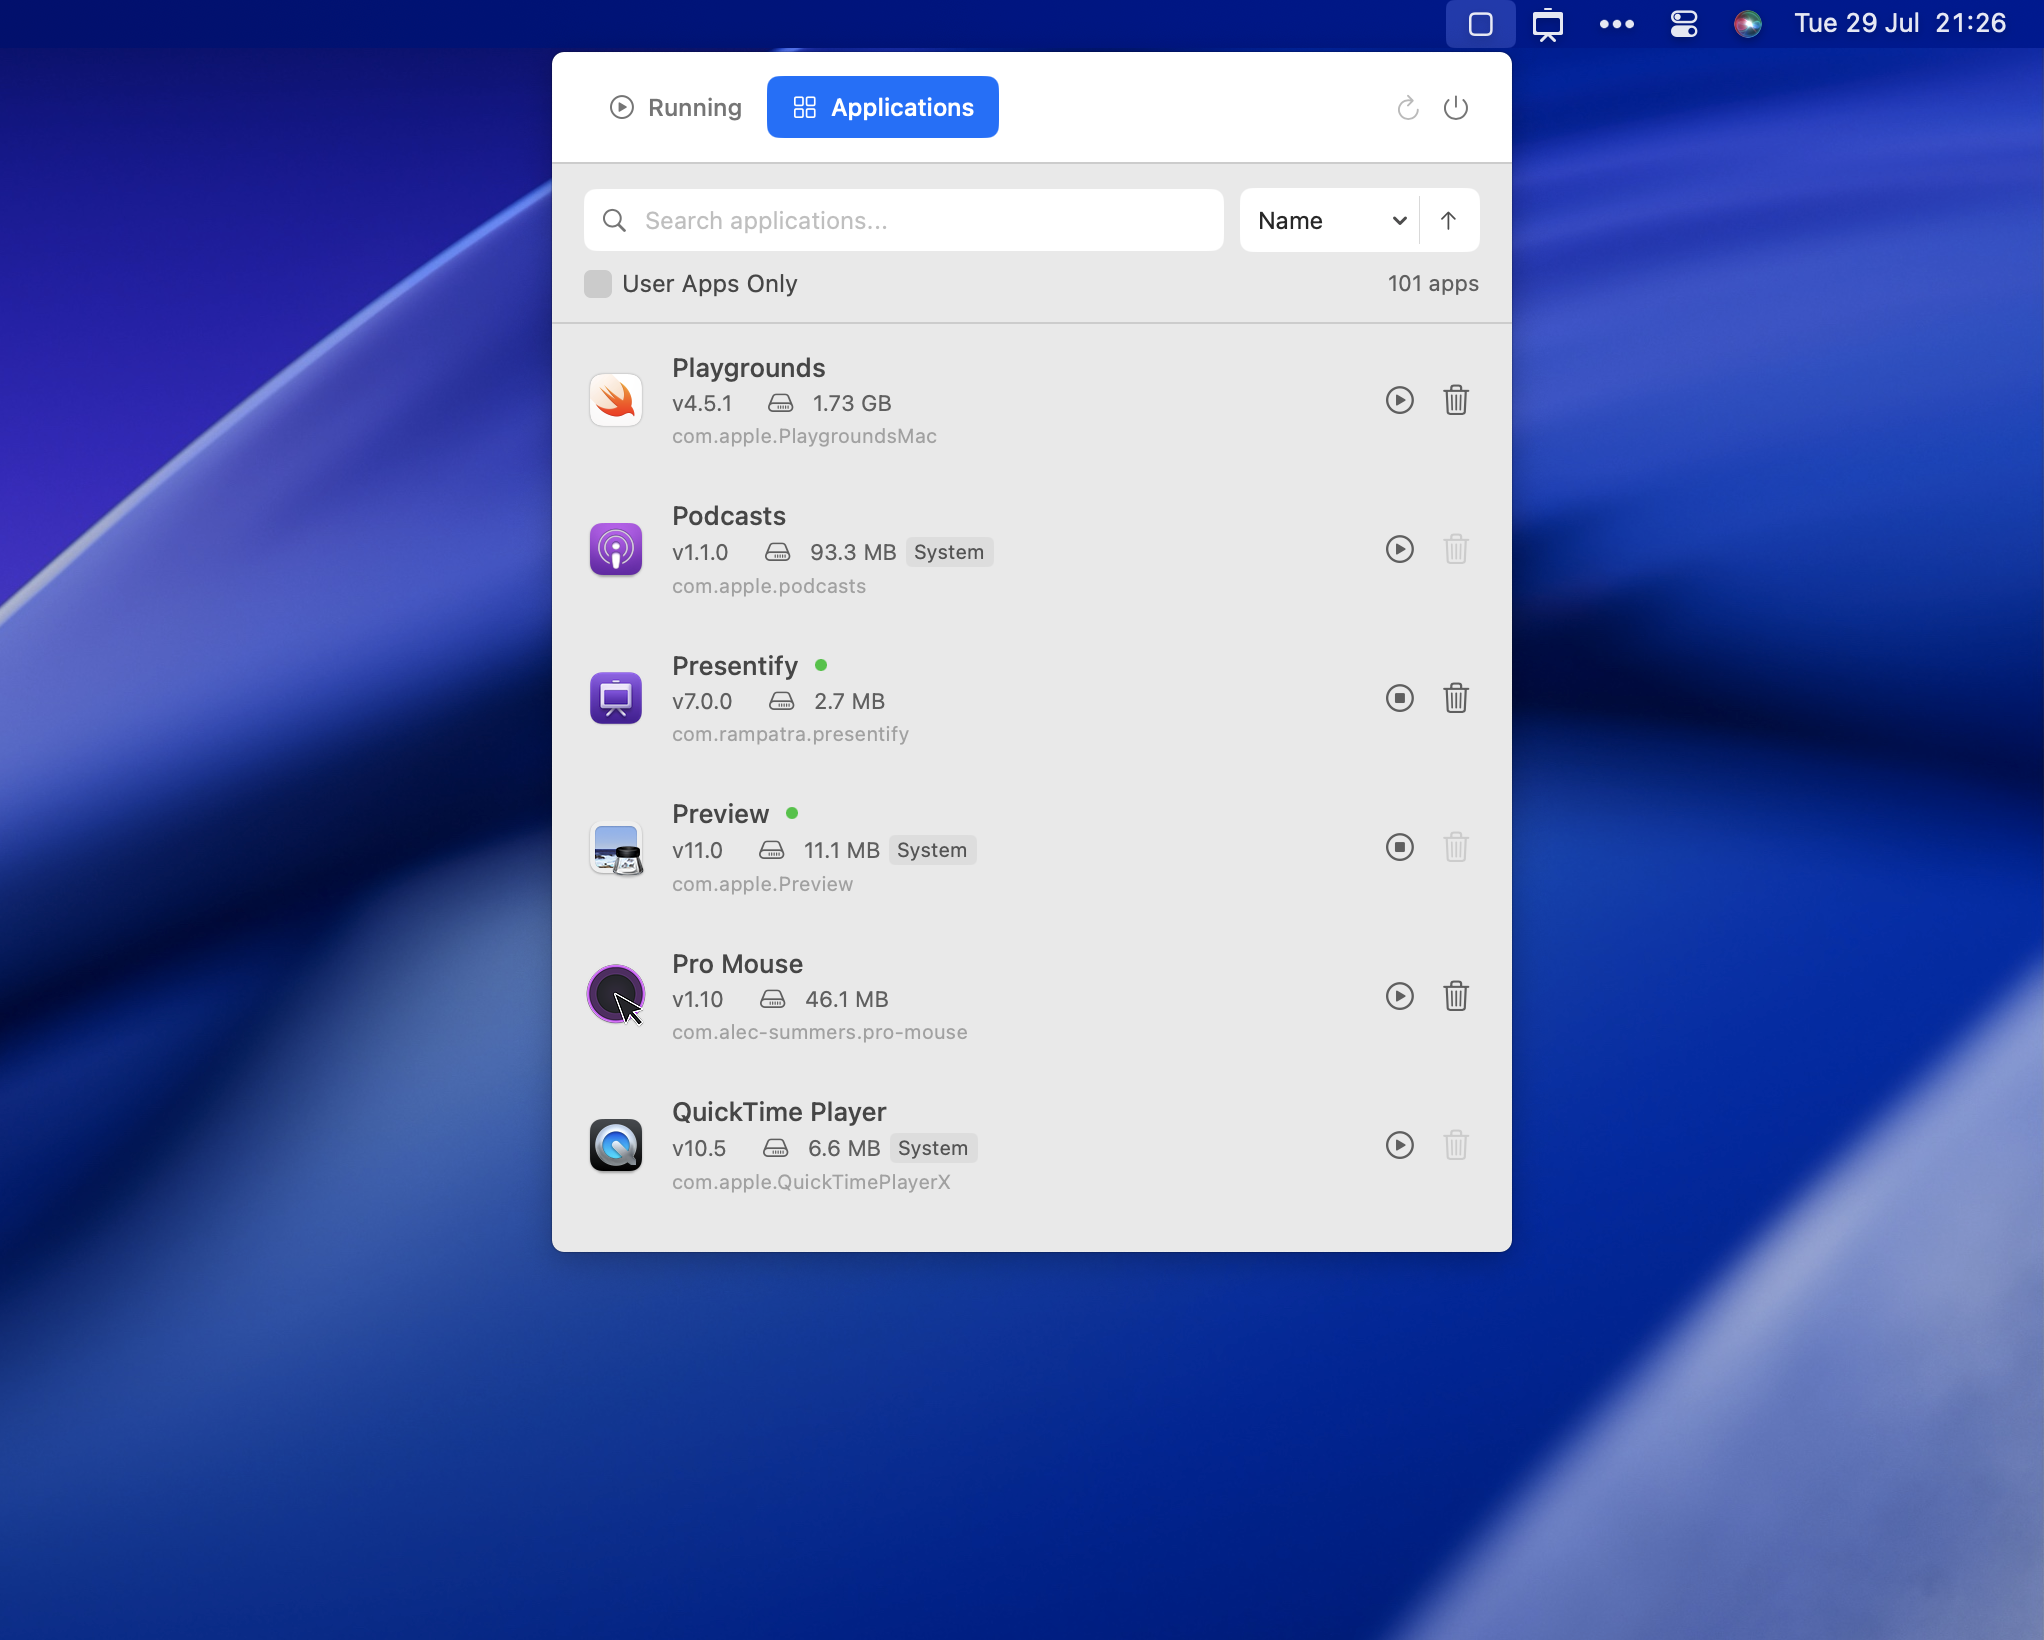 Tue 29 Jul 21:26
Running Applications
Search applications... Name
User Apps Only 101 apps
Playgrounds
v4.5.1 1.73 GB
com.apple.PlaygroundsMac
Podcasts
v1.1.0 93.3 MB System
com.apple.podcasts
Presentify
v7.0.0 2.7 MB
com.rampatra.presentify
Preview
v11.0 11.1 MB System
com.apple.Preview
Pro Mouse
v1.10 46.1 MB
com.alec-summers.pro-mouse
QuickTime Player
v10.5 6.6 MB System
com.apple.QuickTimePlayerX